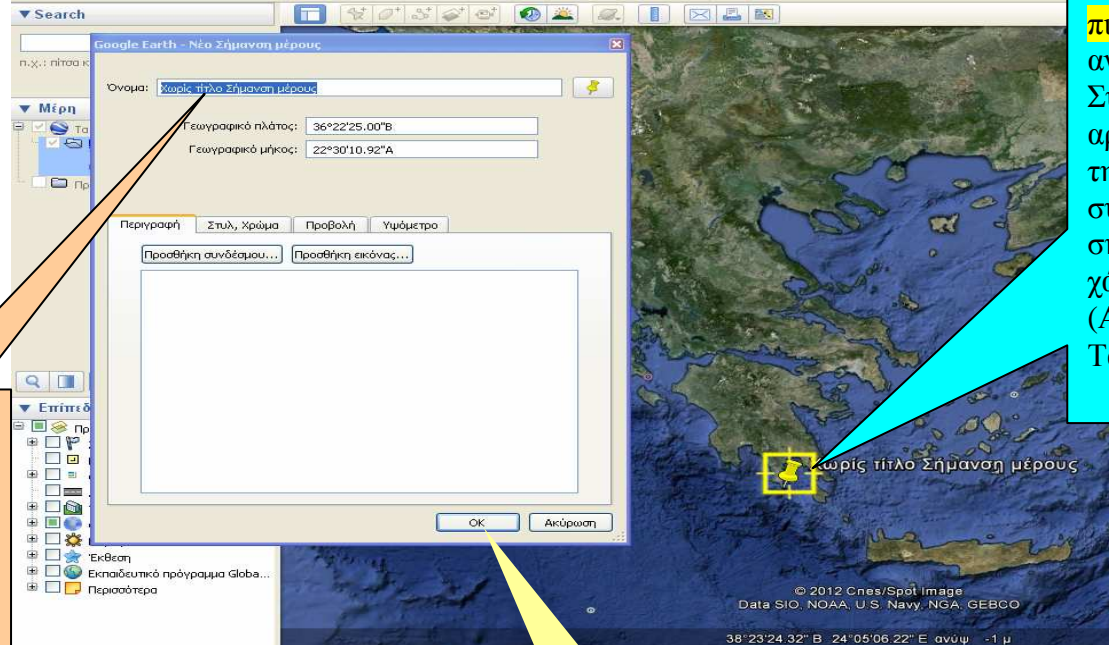 Search
Google Earth - Νέο Σήμανση μέρους
π.χ.: πίτσα κ
Όνομα: Χωρίς τίτλο Σήμανση μέρους
Μέρη
Γεωγραφικό πλάτος: 36°22'25.00"Β
Γεωγραφικό μήκος: 22°30'10.92"Α
Περιγραφή Στυλ, Χρώμα Προβολή Υψόμετρο
Προσθήκη συνδέσμου... Προσθήκη εικόνας...
χωρίς τίτλο Σήμανση μέρους
OK Ακύρωση
Έκθεση
Εκπαιδευτικό πρόγραμμα Globa...
Περισσότερα
© 2012 Cnes/Spot Image
Data SIO, NOAA, U.S. Navy, NGA, GEBCO
38°23'24.32" Β 24°05'06.22" Ε ανύψ -1 μ